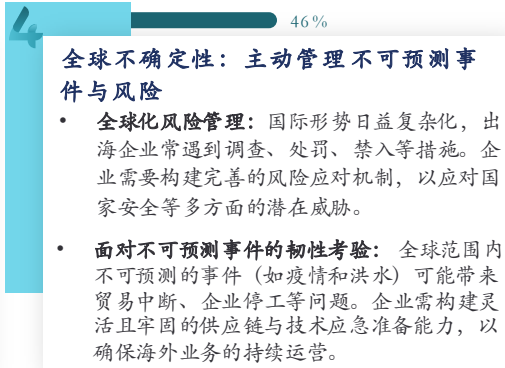 4
46%
全球不确定性：主动管理不可预测事
件与风险
• 全球化风险管理：国际形势日益复杂化，出
海企业常遇到调查、处罚、禁入等措施。企
业需要构建完善的风险应对机制，以应对国
家安全等多方面的潜在威胁。
• 面对不可预测事件的韧性考验： 全球范围内
不可预测的事件（如疫情和洪水）可能带来
贸易中断、企业停工等问题。企业需构建灵
活且牢固的供应链与技术应急准备能力，以
确保海外业务的持续运营。